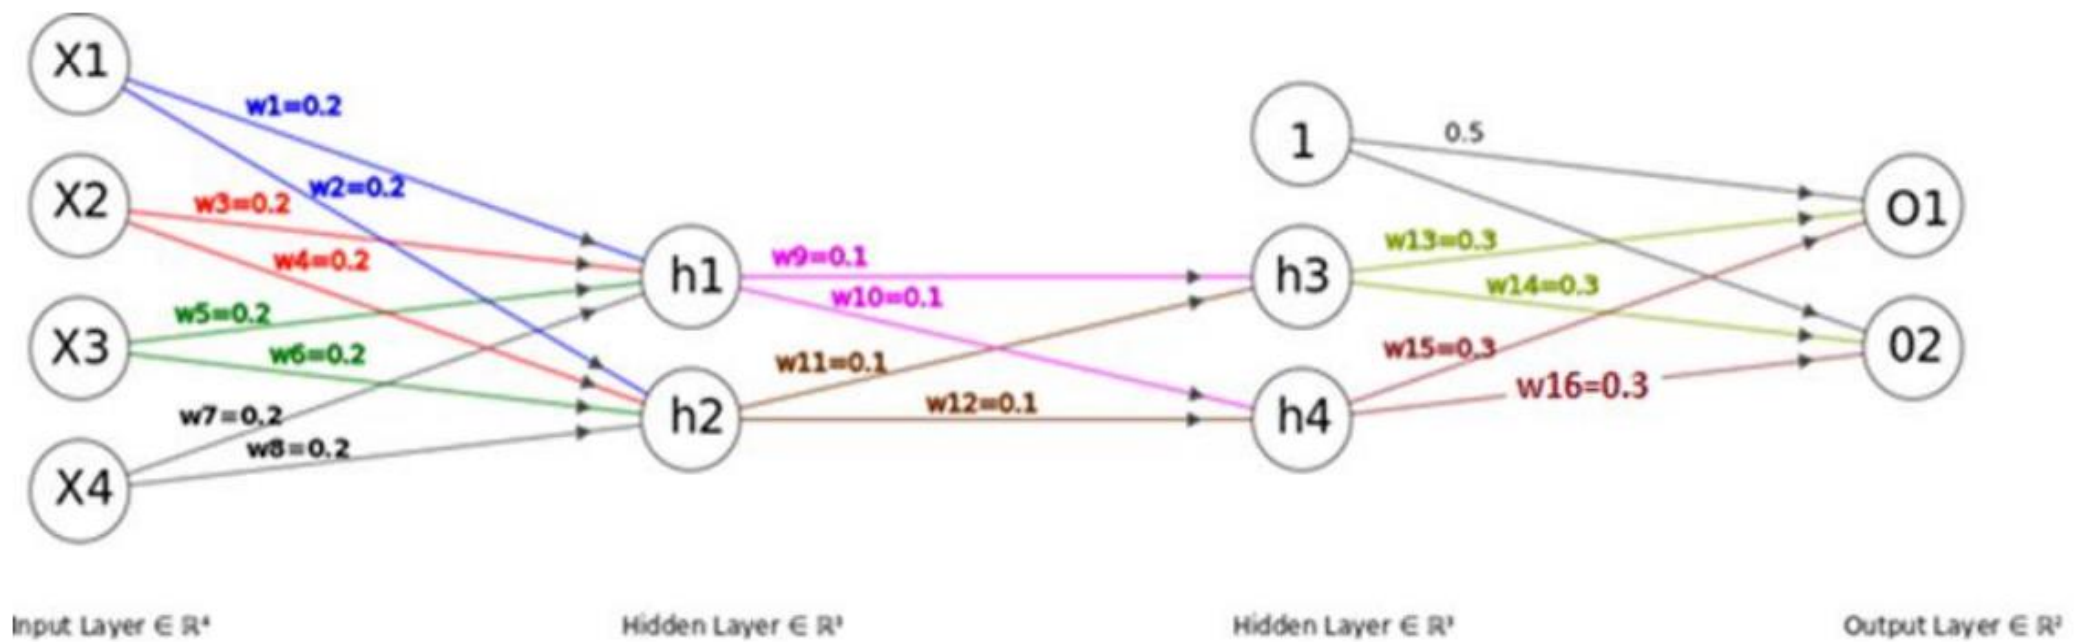 X1
w1=0.2
w2=0.2
X2
w3=0.2
w4=0.2
X3
w5=0.2
w6=0.2
X4
w7=0.2
w8=0.2
h1
w9=0.1
w10=0.1
h2
w11=0.1
w12=0.1
1
0.5
h3
w13=0.3
w14=0.3
h4
w15=0.3
w16=0.3
O1
02
Input Layer ∈ ℝ⁴
Hidden Layer ∈ ℝ³
Hidden Layer ∈ ℝ³
Output Layer ∈ ℝ²